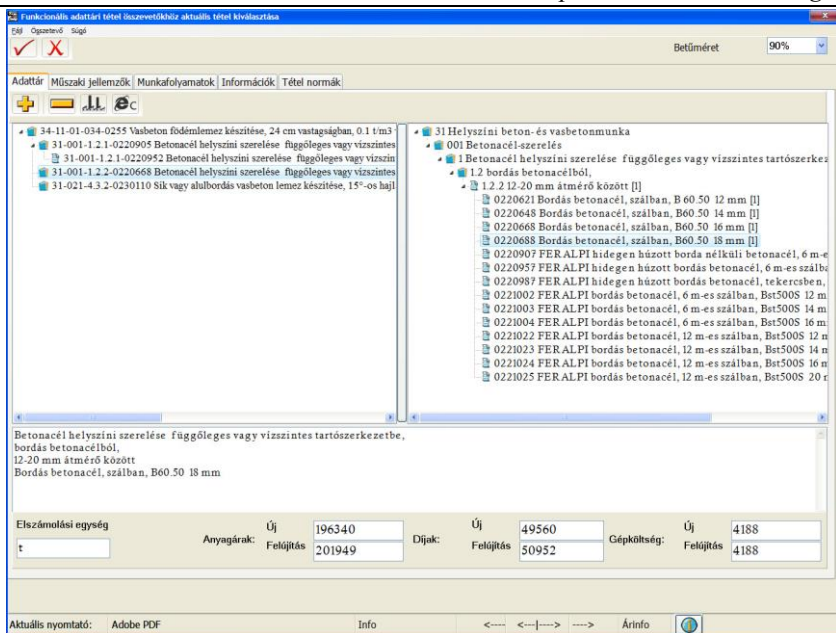 Funkcionális adattári tétel összevetőkhöz aktuális tétel kiválasztása
Fájl Összetevő Súgó
Betűméret 90%
Adattár Műszaki jellemzők Munkafolyamatok Információk Tétel normák
34-11-01-034-0255 Vasbeton födémlemez készítése, 24 cm vastagságban, 0.1 t/m3
31-001-1.2.1-0220905 Betonacél helyszíni szerelése függőleges vagy vízszintes
31-001-1.2.1-0220952 Betonacél helyszíni szerelése függőleges vagy vízszin
31-001-1.2.2-0220668 Betonacél helyszíni szerelése függőleges vagy vízszintes
31-021-4.3.2-0230110 Sík vagy alulbordás vasbeton lemez készítése, 15°-os hajl
31 Helyszíni beton- és vasbetonmunka
001 Betonacél-szerelés
1 Betonacél helyszíni szerelése függőleges vagy vízszintes tartószerkez
1.2 bordás betonacélból,
1.2.2 12-20 mm átmérő között [1]
0220621 Bordás betonacél, szálban, B 60.50 12 mm [1]
0220648 Bordás betonacél, szálban, B60.50 14 mm [1]
0220668 Bordás betonacél, szálban, B60.50 16 mm [1]
0220688 Bordás betonacél, szálban, B60.50 18 mm [1]
0220907 FERALPI hidegen húzott borda nélküli betonacél, 6 m-e
0220957 FERALPI hidegen húzott bordás betonacél, 6 m-es szálba
0220987 FERALPI hidegen húzott bordás betonacél, tekercsben,
0221002 FERALPI bordás betonacél, 6 m-es szálban, Bst500S 12 m
0221003 FERALPI bordás betonacél, 6 m-es szálban, Bst500S 14 m
0221004 FERALPI bordás betonacél, 6 m-es szálban, Bst500S 16 m
0221022 FERALPI bordás betonacél, 12 m-es szálban, Bst500S 12 n
0221023 FERALPI bordás betonacél, 12 m-es szálban, Bst500S 14 n
0221024 FERALPI bordás betonacél, 12 m-es szálban, Bst500S 16 n
0221025 FERALPI bordás betonacél, 12 m-es szálban, Bst500S 20 r
Betonacél helyszíni szerelése függőleges vagy vízszintes tartószerkezetbe,
bordás betonacélból,
12-20 mm átmérő között
Bordás betonacél, szálban, B60.50 18 mm
Elszámolási egység
t
Anyagárak: Új 196340
Felújítás 201949
Díjak: Új 49560
Felújítás 50952
Gépköltség: Új 4188
Felújítás 4188
Aktuális nyomtató: Adobe PDF Info <---- <---|----> ----> Árinfo